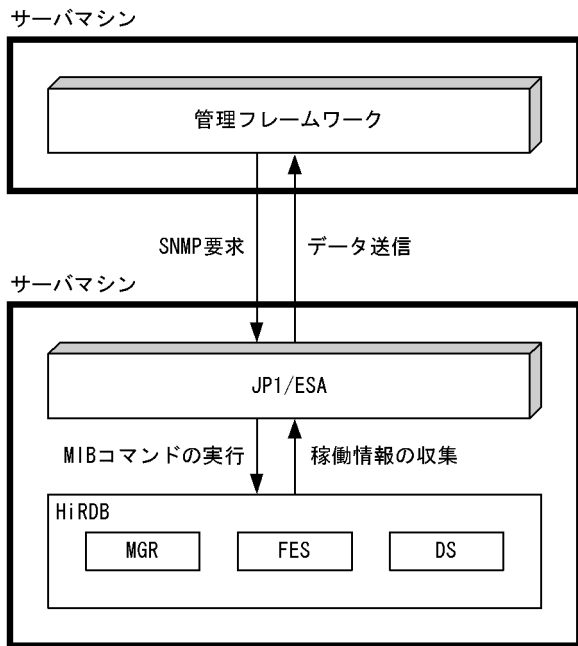 サーバマシン
管理フレームワーク
SNMP要求
データ送信
サーバマシン
JP1/ESA
MIBコマンドの実行
稼働情報の収集
HiRDB
MGR
FES
DS